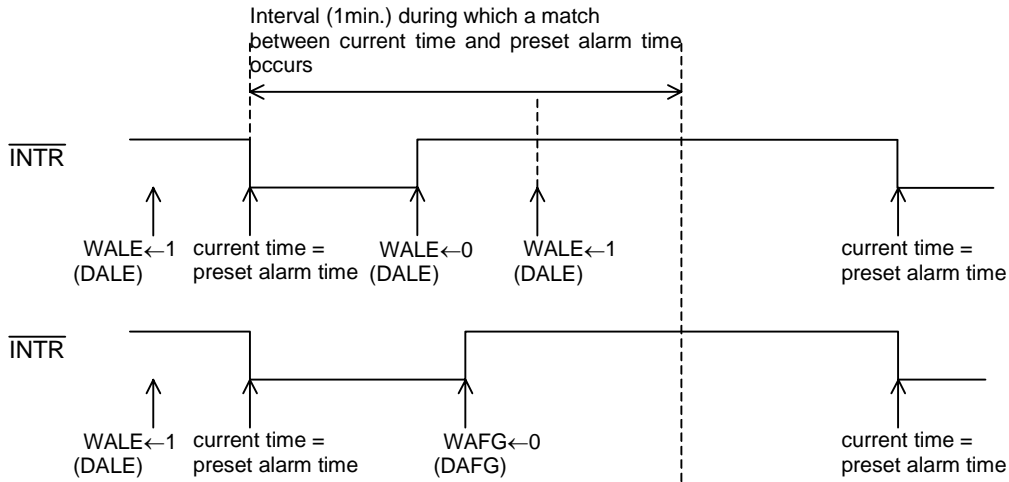 Interval (1min.) during which a match
between current time and preset alarm time
occurs
INTR
WALE←1 current time = WALE←0 WALE←1 current time =
(DALE) preset alarm time (DALE) (DALE) preset alarm time
INTR
WALE←1 current time = WAFG←0 current time =
(DALE) preset alarm time (DAFG) preset alarm time